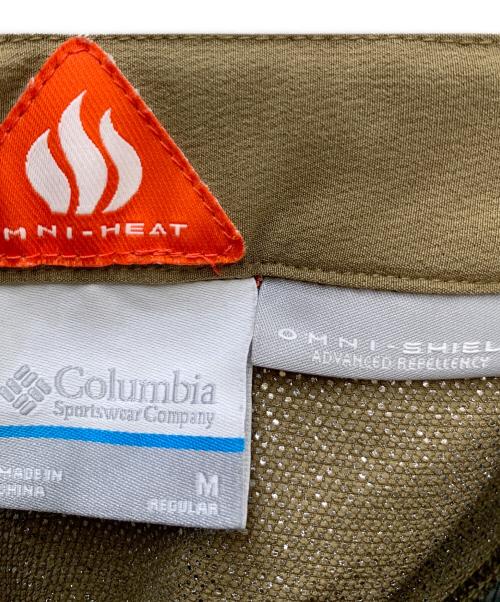 MNI-HEAT
OMNI-SHIEL
ADVANCED REPELLENCY
Columbia
Sportswear Company
MADE IN
CHINA
M
REGULAR